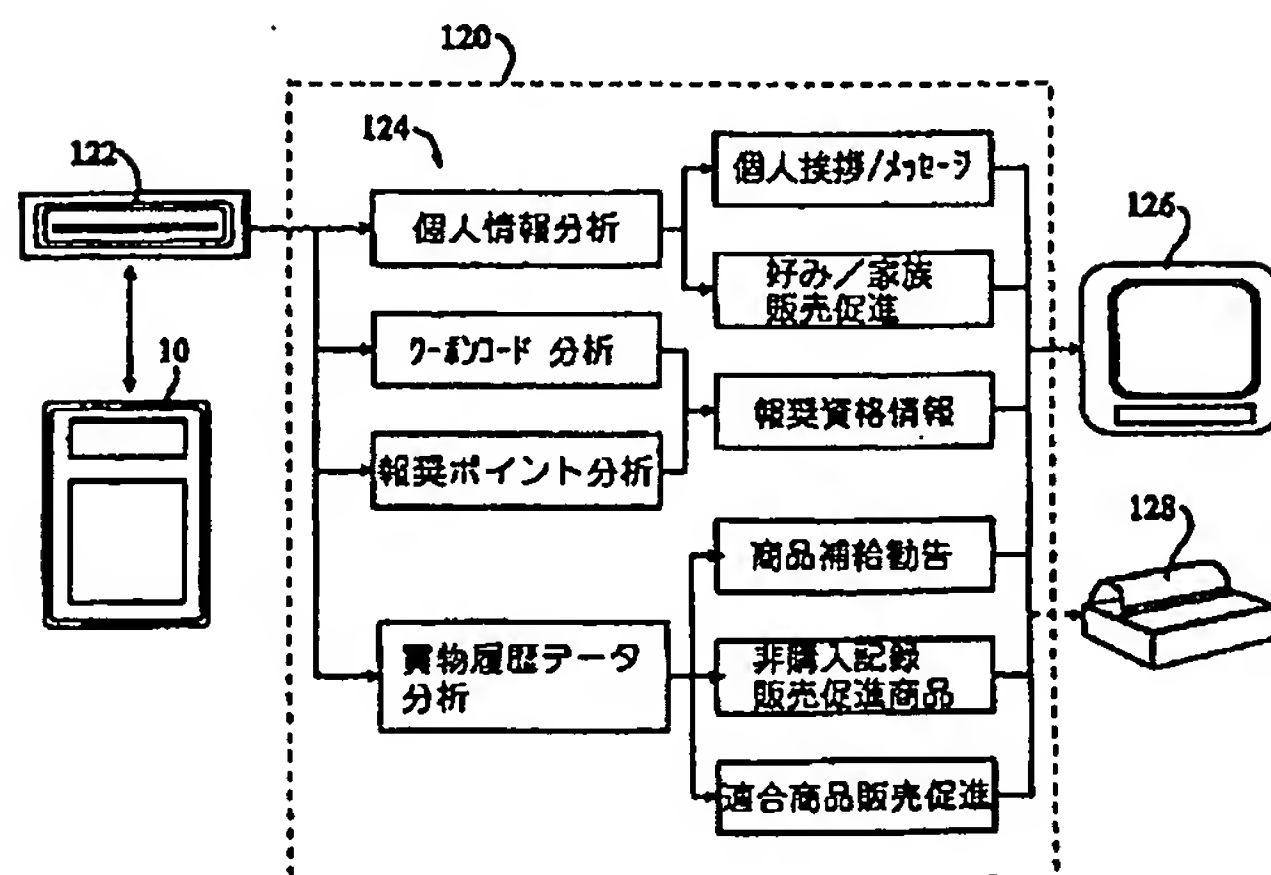 120
124
122
個人挨拶/ﾒｯｾｰｼﾞ
個人情報分析
126
好み／家族
販売促進
ｸｰﾎﾟﾝｺｰﾄﾞ 分析
10
報奨資格情報
報奨ポイント分析
商品補給勧告
128
買物履歴データ
分析
非購入記録
販売促進商品
適合商品販売促進